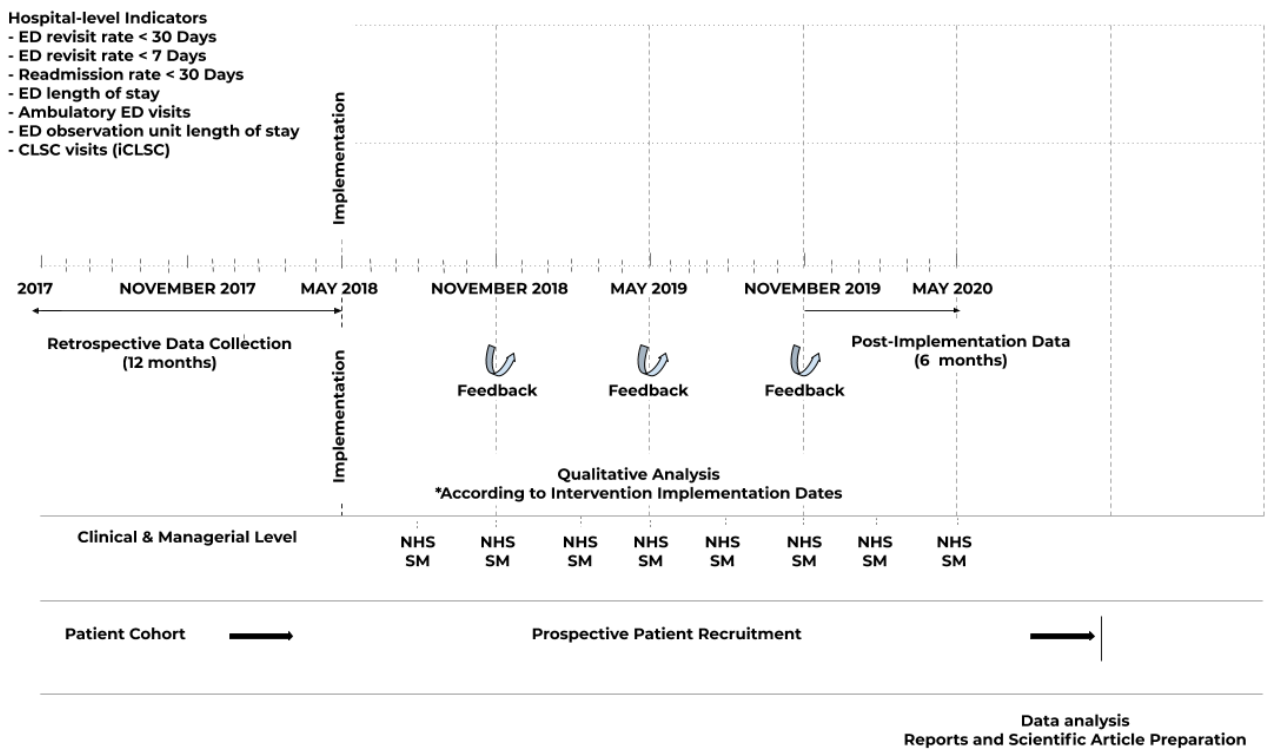 Hospital-level Indicators
- ED revisit rate < 30 Days
- ED revisit rate < 7 Days
- Readmission rate < 30 Days
- ED length of stay
- Ambulatory ED visits
- ED observation unit length of stay
- CLSC visits (iCLSC)
Implementation
2017 NOVEMBER 2017 MAY 2018 NOVEMBER 2018 MAY 2019 NOVEMBER 2019 MAY 2020
Retrospective Data Collection
(12 months)
Implementation
Feedback Feedback Feedback
Post-Implementation Data
(6 months)
Qualitative Analysis
*According to Intervention Implementation Dates
Clinical & Managerial Level
NHS NHS NHS NHS NHS NHS NHS NHS
SM SM SM SM SM SM SM SM
Patient Cohort Prospective Patient Recruitment
Data analysis
Reports and Scientific Article Preparation